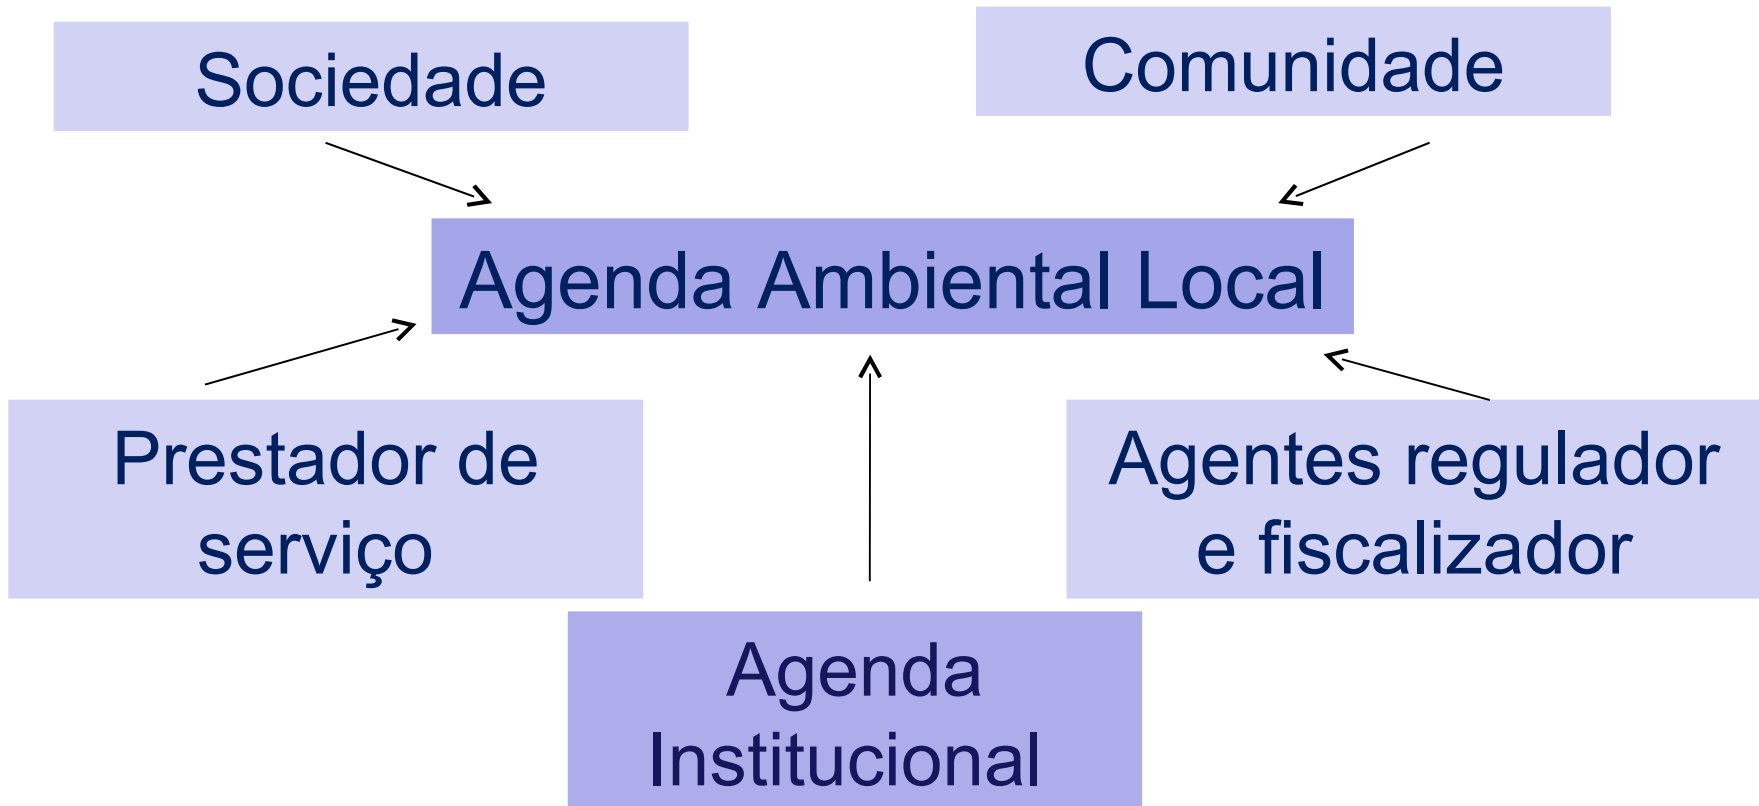 Sociedade
Comunidade
Agenda Ambiental Local
Prestador de
serviço
Agentes regulador
e fiscalizador
Agenda
Institucional